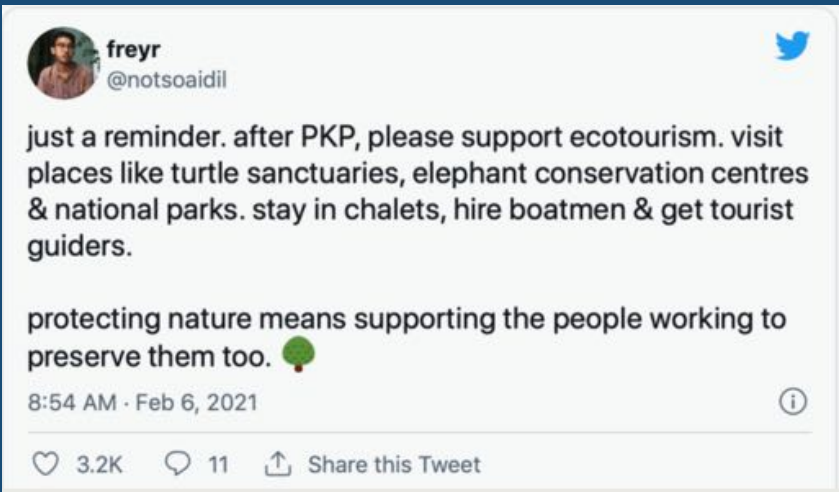 freyr
@notsoaidil
just a reminder. after PKP, please support ecotourism. visit
places like turtle sanctuaries, elephant conservation centres
& national parks. stay in chalets, hire boatmen & get tourist
guiders.
protecting nature means supporting the people working to
preserve them too. 🌳
8:54 AM · Feb 6, 2021
3.2K 11 Share this Tweet